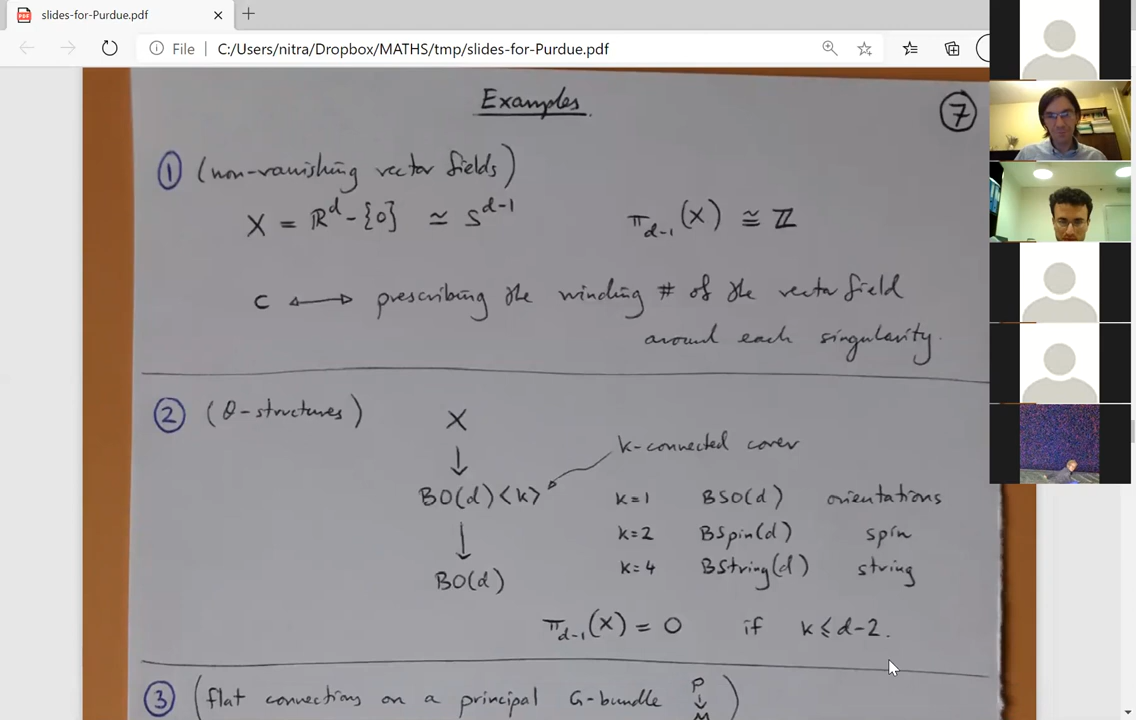 slides-for-Purdue.pdf
File C:/Users/nitra/Dropbox/MATHS/tmp/slides-for-Purdue.pdf
Examples
7
① (non-vanishing vector fields)
X = ℝ^d - {0} ≃ S^{d-1} π_{d-1}(X) ≅ ℤ
c ⟷ prescribing the winding # of the vector field
around each singularity.
② (θ-structures)
X
↓
k-connected cover
BO(d)<k>
k=1 BSO(d) orientations
↓
k=2 BSpin(d) spin
BO(d)
k=4 BString(d) string
π_{d-1}(X) = 0 if k ≤ d-2.
③ (flat connections on a principal G-bundle P ↓ M)